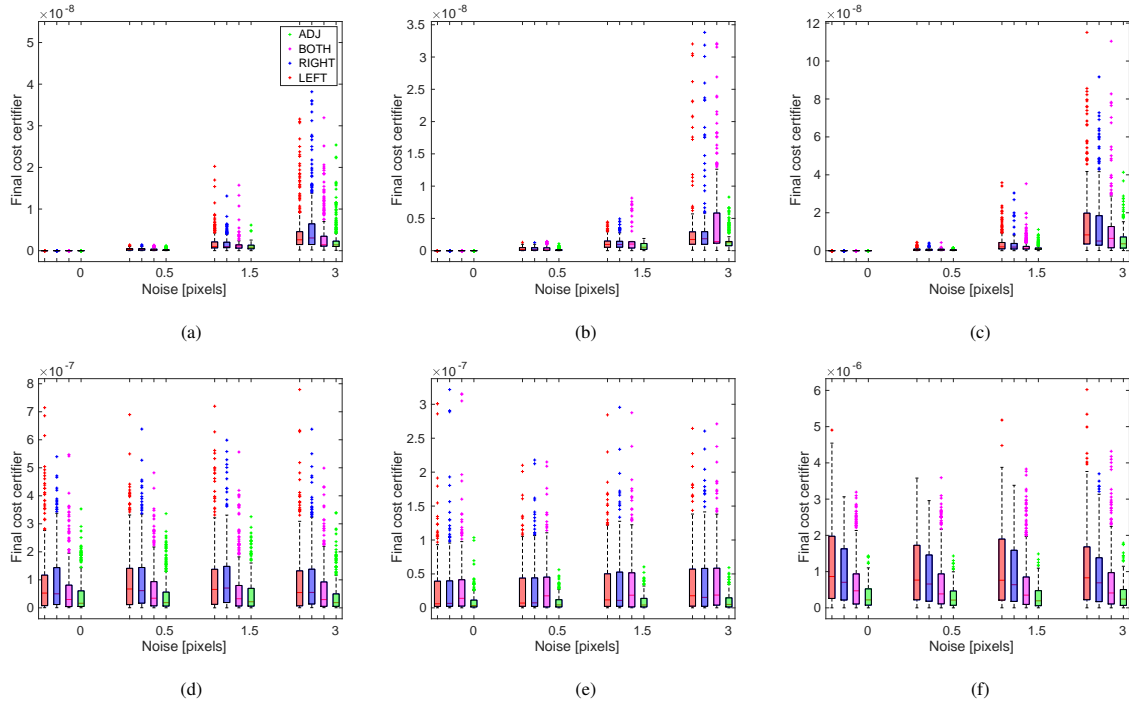 ×10⁻⁸
5
4
3
2
1
0
Final cost certifier
ADJ
BOTH
RIGHT
LEFT
0 0.5 1.5 3
Noise [pixels]
(a)
×10⁻⁸
3.5
3
2.5
2
1.5
1
0.5
0
Final cost certifier
0 0.5 1.5 3
Noise [pixels]
(b)
×10⁻⁸
12
10
8
6
4
2
0
Final cost certifier
0 0.5 1.5 3
Noise [pixels]
(c)
×10⁻⁷
8
7
6
5
4
3
2
1
0
Final cost certifier
0 0.5 1.5 3
Noise [pixels]
(d)
×10⁻⁷
3
2.5
2
1.5
1
0.5
0
Final cost certifier
0 0.5 1.5 3
Noise [pixels]
(e)
×10⁻⁶
6
5
4
3
2
1
0
Final cost certifier
0 0.5 1.5 3
Noise [pixels]
(f)